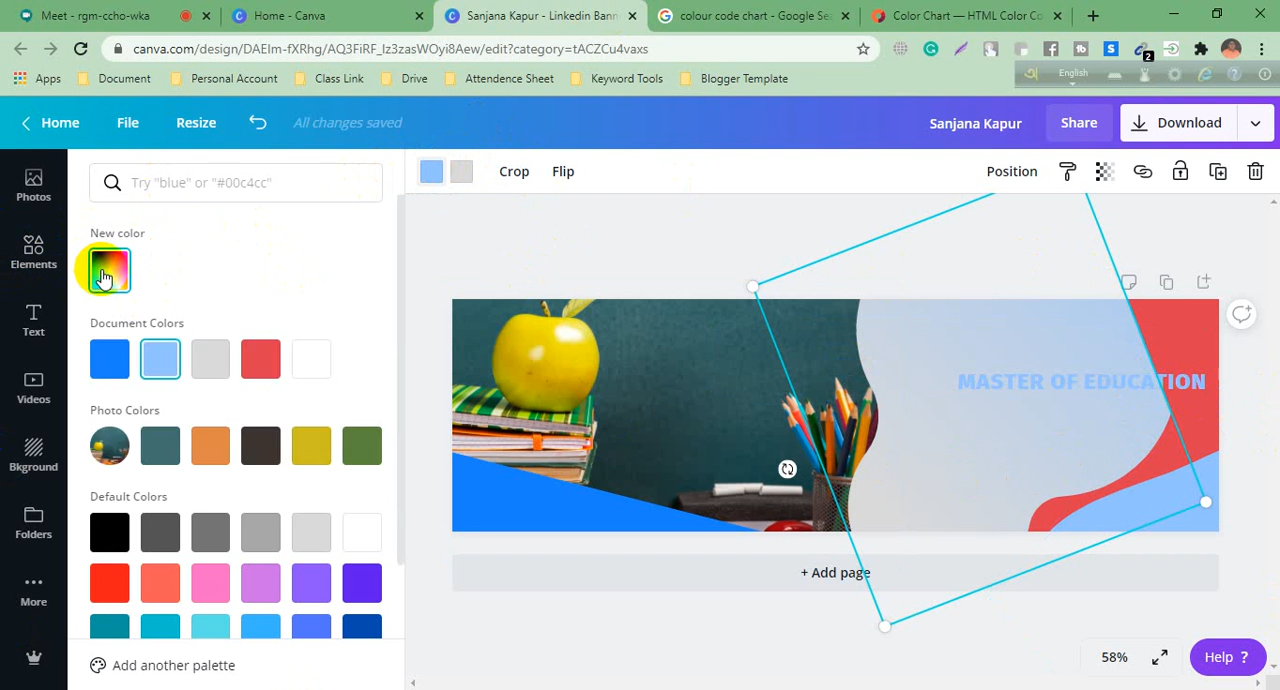 Meet - rgm-ccho-wka
Home - Canva
Sanjana Kapur - Linkedin Bann
colour code chart - Google Sea
Color Chart — HTML Color Co
canva.com/design/DAEIm-fXRhg/AQ3FiRF_Iz3zasWOyi8Aew/edit?category=tACZCu4vaxs
2
Apps
Document
Personal Account
Class Link
Drive
Attendence Sheet
Keyword Tools
Blogger Template
English
Home
File
Resize
All changes saved
Sanjana Kapur
Share
Download
Photos
Elements
Text
Videos
Bkground
Folders
More
Try "blue" or "#00c4cc"
New color
Document Colors
Photo Colors
Default Colors
Add another palette
Crop
Flip
Position
MASTER OF EDUCATION
+ Add page
58%
Help ?